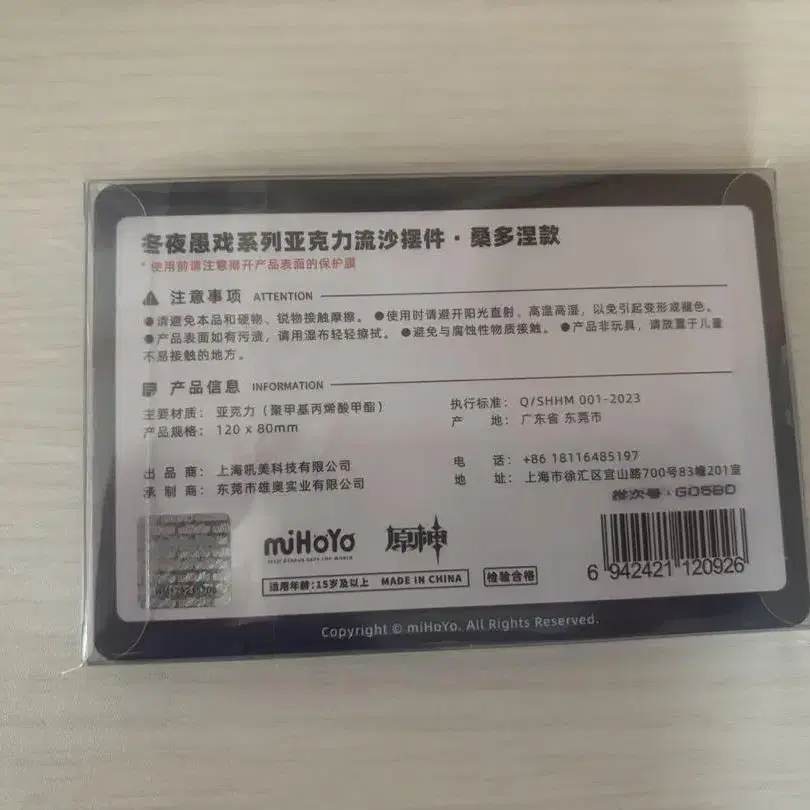 冬夜愚戏系列亚克力流沙摆件·桑多涅款
* 使用前请注意揭开产品表面的保护膜
注意事项 ATTENTION
●请避免本品和硬物、锐物接触摩擦。 ●使用时请避开阳光直射、高温高湿，以免引起变形或褪色。
●产品表面如有污渍，请用湿布轻轻擦拭。 ●避免与腐蚀性物质接触。 ●产品非玩具，请放置于儿童
不易接触的地方。
产品信息 INFORMATION
主要材质： 亚克力（聚甲基丙烯酸甲酯）
产品规格： 120 x 80mm
执行标准： Q/SHHM 001-2023
产 地： 广东省 东莞市
出 品 商： 上海吼美科技有限公司
承 制 商： 东莞市雄奥实业有限公司
电 话： +86 18116485197
地 址： 上海市徐汇区宜山路700号83幢201室
批次号：G05BD
miHoYo
TECH OTAKUS SAVE THE WORLD
原神
适用年龄：15岁及以上 MADE IN CHINA
检验合格
6 942421 120926
Copyright © miHoYo. All Rights Reserved.